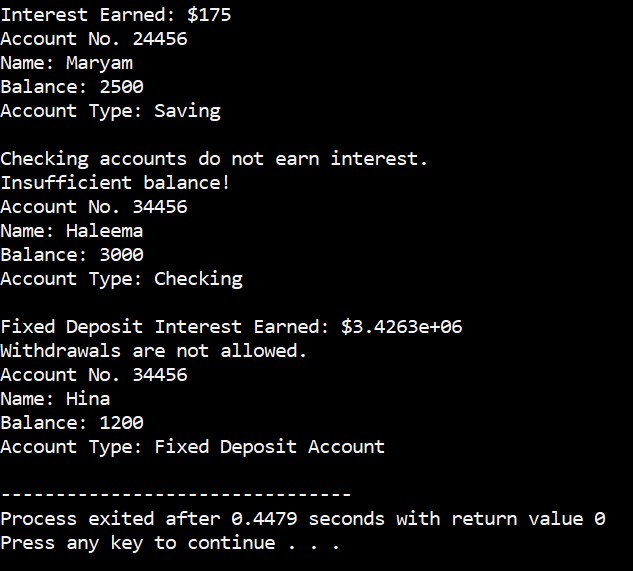 Interest Earned: $175
Account No. 24456
Name: Maryam
Balance: 2500
Account Type: Saving
Checking accounts do not earn interest.
Insufficient balance!
Account No. 34456
Name: Haleema
Balance: 3000
Account Type: Checking
Fixed Deposit Interest Earned: $3.4263e+06
Withdrawals are not allowed.
Account No. 34456
Name: Hina
Balance: 1200
Account Type: Fixed Deposit Account
--------------------------------
Process exited after 0.4479 seconds with return value 0
Press any key to continue . . .